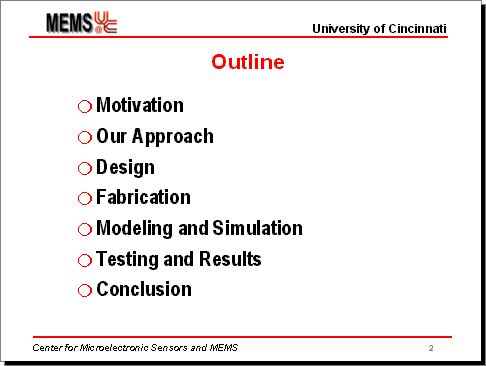 MEMS UC @
University of Cincinnati
Outline
Motivation
Our Approach
Design
Fabrication
Modeling and Simulation
Testing and Results
Conclusion
Center for Microelectronic Sensors and MEMS
2